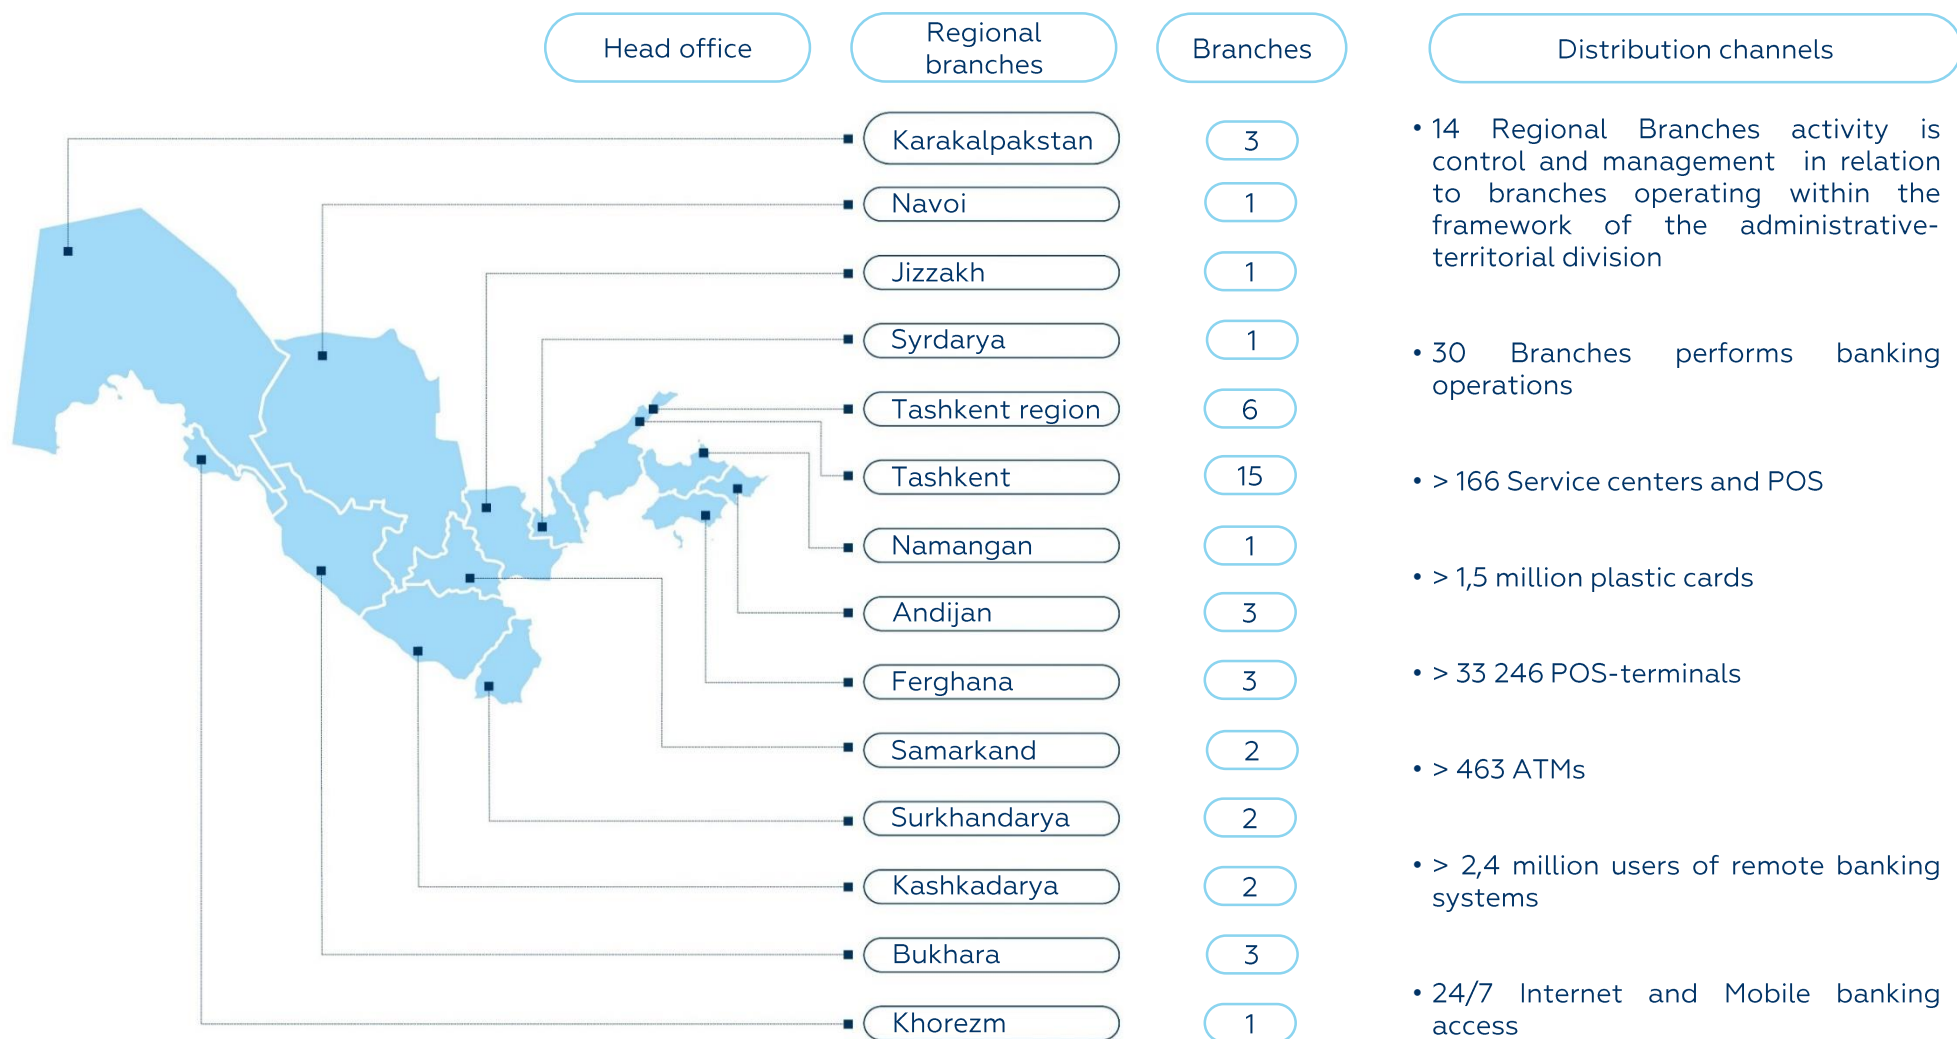 Head office
Regional
branches
Branches
Distribution channels
Karakalpakstan 3
Navoi 1
Jizzakh 1
Syrdarya 1
Tashkent region 6
Tashkent 15
Namangan 1
Andijan 3
Ferghana 3
Samarkand 2
Surkhandarya 2
Kashkadarya 2
Bukhara 3
Khorezm 1
• 14 Regional Branches activity is
control and management in relation
to branches operating within the
framework of the administrative-
territorial division
• 30 Branches performs banking
operations
• > 166 Service centers and POS
• > 1,5 million plastic cards
• > 33 246 POS-terminals
• > 463 ATMs
• > 2,4 million users of remote banking
systems
• 24/7 Internet and Mobile banking
access